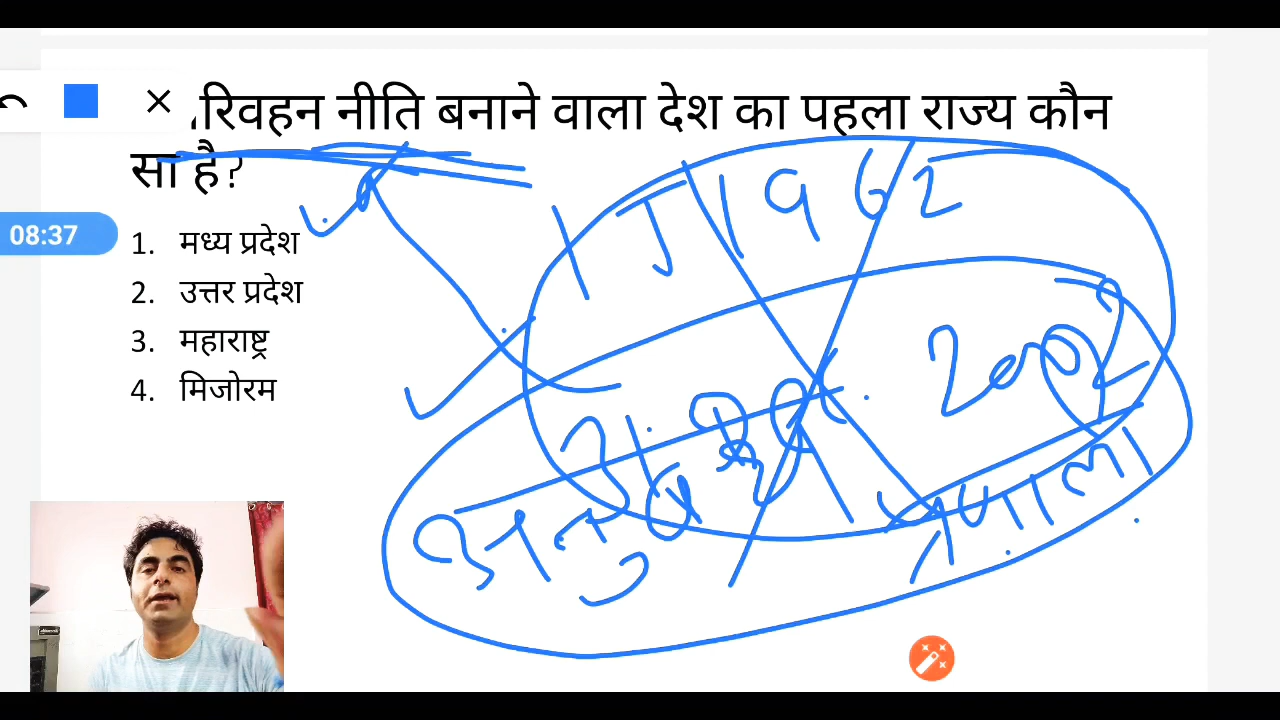 रिवहन नीति बनाने वाला देश का पहला राज्य कौन
सा है?
08:37
1. मध्य प्रदेश
2. उत्तर प्रदेश
3. महाराष्ट्र
4. मिजोरम
1962
2002